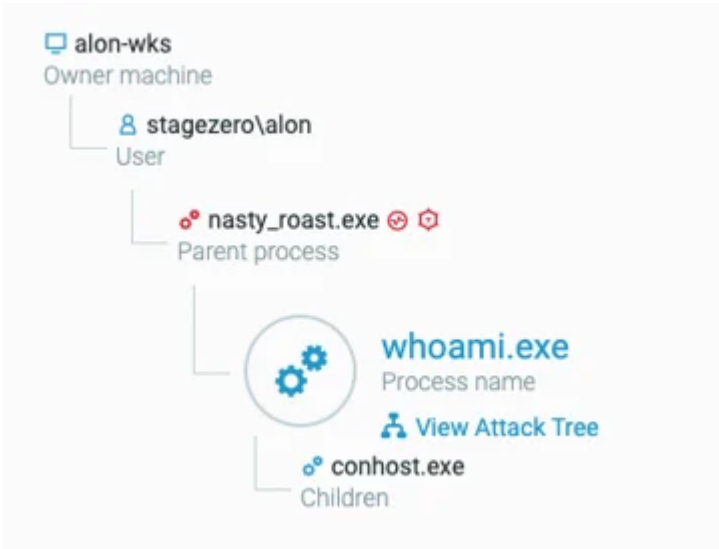 alon-wks
Owner machine
stagezero\alon
User
nasty_roast.exe
Parent process
whoami.exe
Process name
View Attack Tree
conhost.exe
Children